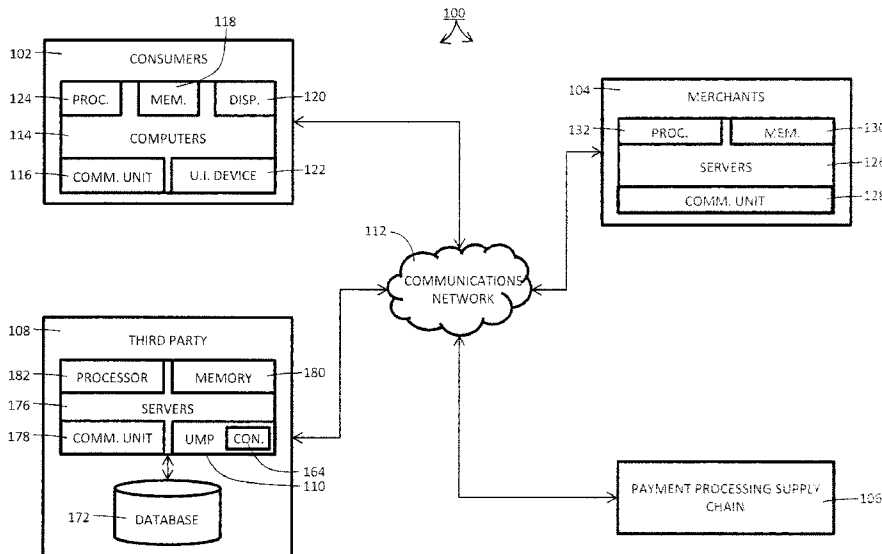 100
118
102
CONSUMERS
124
PROC.
MEM.
DISP.
120
114
COMPUTERS
116
COMM. UNIT
U.I. DEVICE
122
104
MERCHANTS
132
PROC.
MEM.
130
SERVERS
126
COMM. UNIT
128
112
COMMUNICATIONS
NETWORK
108
THIRD PARTY
182
PROCESSOR
MEMORY
180
176
SERVERS
178
COMM. UNIT
UMP
CON.
164
110
172
DATABASE
PAYMENT PROCESSING SUPPLY
CHAIN
106